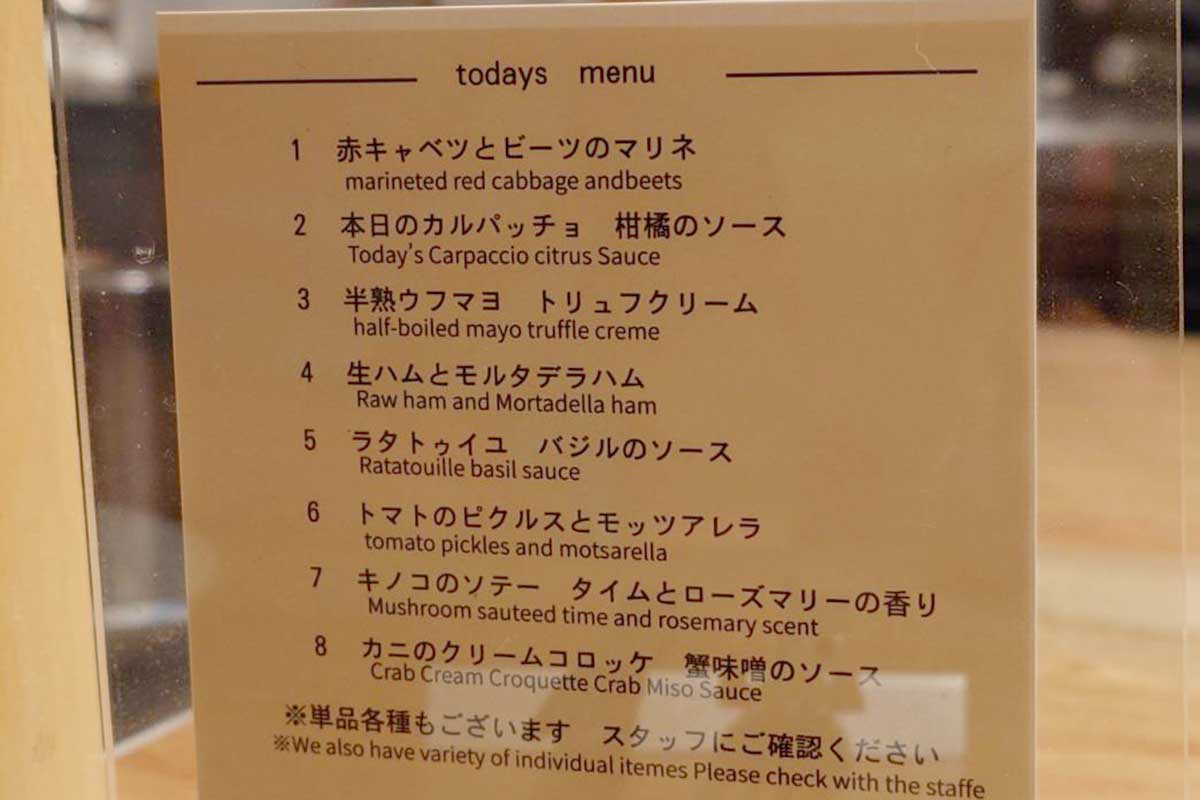 todays menu
1 赤キャベツとビーツのマリネ
marineted red cabbage andbeets
2 本日のカルパッチョ 柑橘のソース
Today's Carpaccio citrus Sauce
3 半熟ウフマヨ トリュフクリーム
half-boiled mayo truffle creme
4 生ハムとモルタデラハム
Raw ham and Mortadella ham
5 ラタトゥイユ バジルのソース
Ratatouille basil sauce
6 トマトのピクルスとモッツアレラ
tomato pickles and motsarella
7 キノコのソテー タイムとローズマリーの香り
Mushroom sauteed time and rosemary scent
8 カニのクリームコロッケ 蟹味噌のソース
Crab Cream Croquette Crab Miso Sauce
※単品各種もございます スタッフにご確認ください
※We also have variety of individual itemes Please check with the staffe